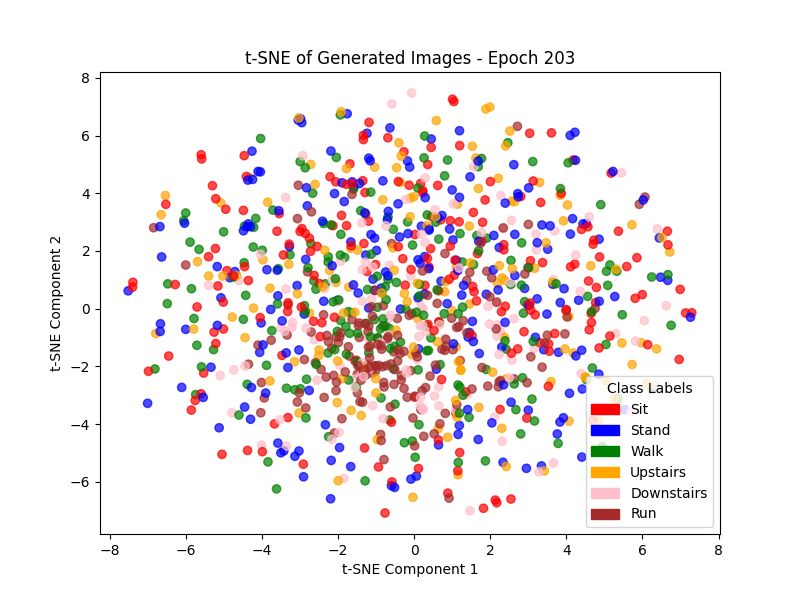 t-SNE of Generated Images - Epoch 203
t-SNE Component 2
8
6
4
2
0
−2
−4
−6
Class Labels
Sit
Stand
Walk
Upstairs
Downstairs
Run
−8 −6 −4 −2 0 2 4 6 8
t-SNE Component 1